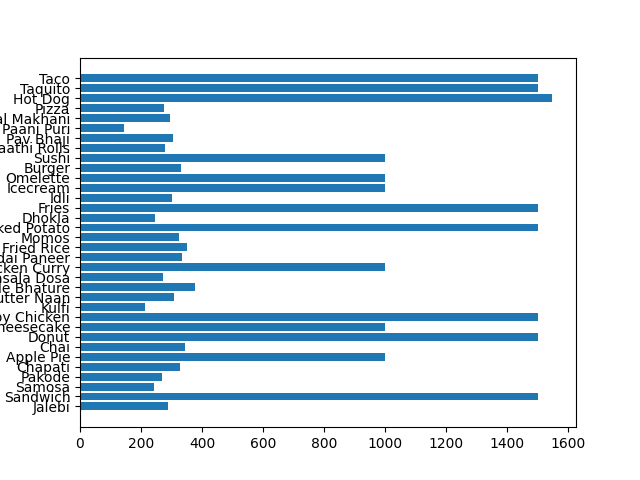 Taco
Taquito
Hot Dog
Pizza
al Makhani
Paani Puri
Pav Bhaji
aathi Rolls
Sushi
Burger
Omelette
Icecream
Idli
Fries
Dhokla
ked Potato
Momos
Fried Rice
dai Paneer
cken Curry
asala Dosa
le Bhature
utter Naan
Kulfi
py Chicken
heesecake
Donut
Chai
Apple Pie
Chapati
Pakode
Samosa
Sandwich
Jalebi
0 200 400 600 800 1000 1200 1400 1600